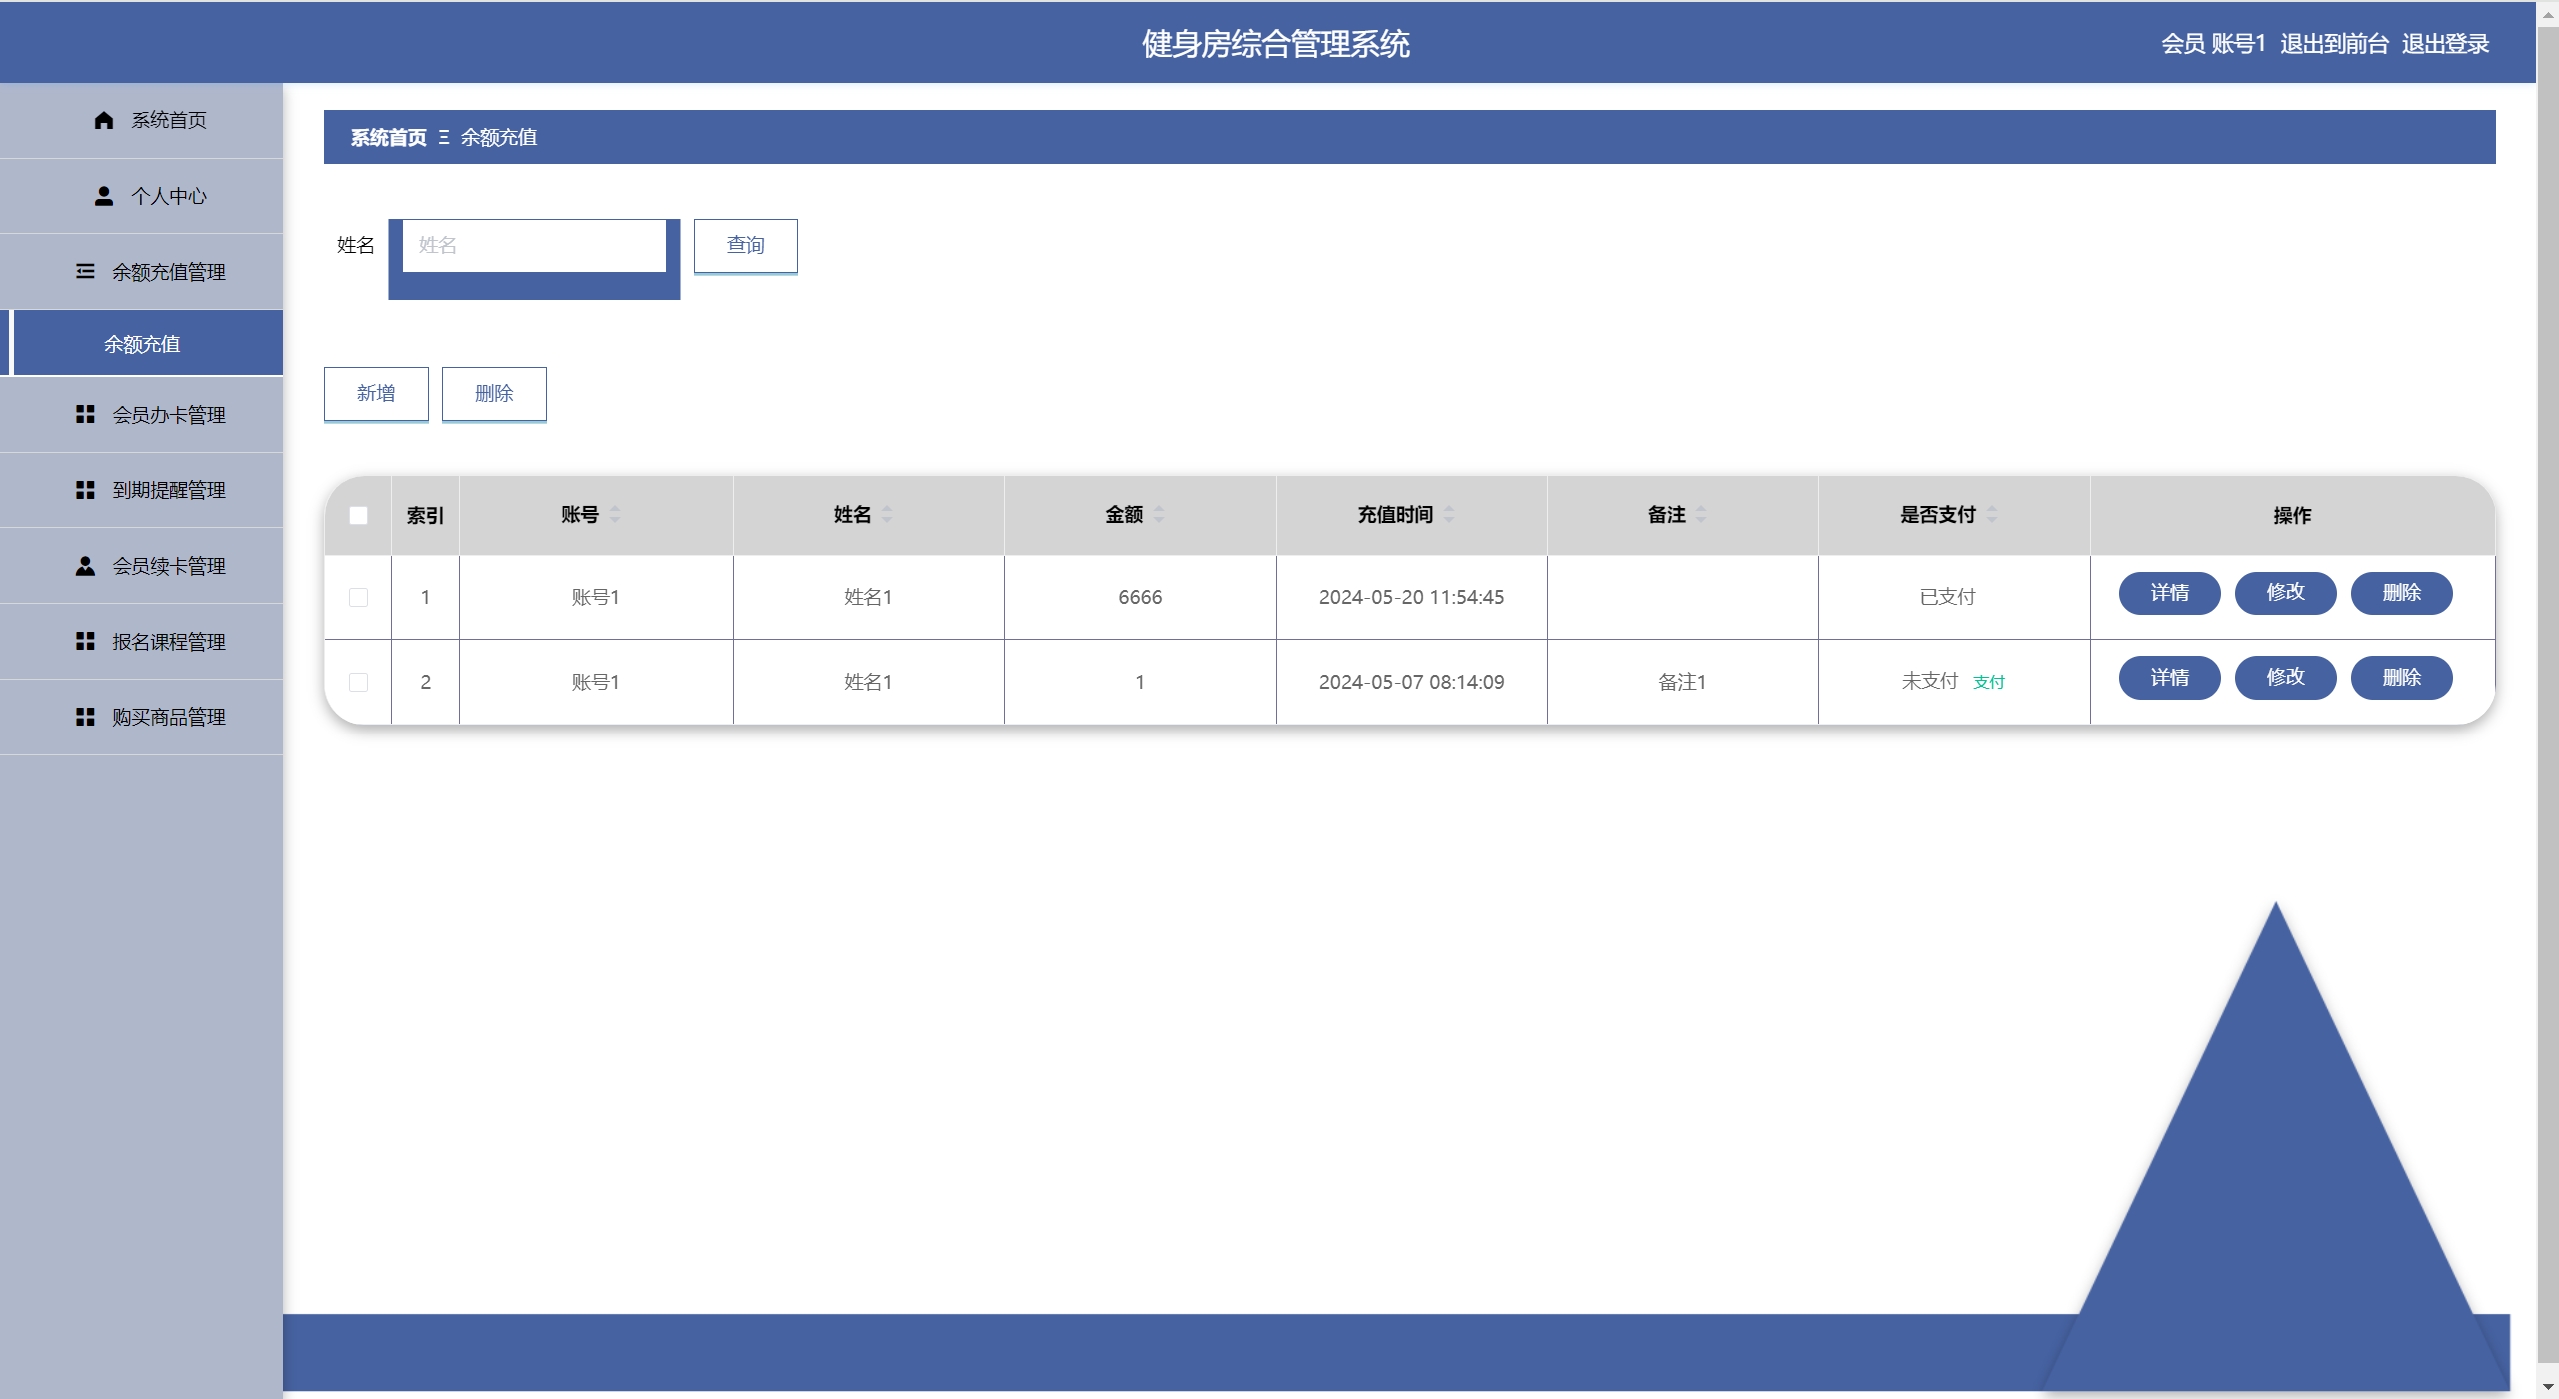 健身房综合管理系统
会员 账号1 退出到前台 退出登录
系统首页
个人中心
余额充值管理
余额充值
会员办卡管理
到期提醒管理
会员续卡管理
报名课程管理
购买商品管理
系统首页 Ξ 余额充值
姓名 姓名 查询
新增 删除
索引 账号 姓名 金额 充值时间 备注 是否支付 操作
1 账号1 姓名1 6666 2024-05-20 11:54:45 已支付 详情 修改 删除
2 账号1 姓名1 1 2024-05-07 08:14:09 备注1 未支付 支付 详情 修改 删除